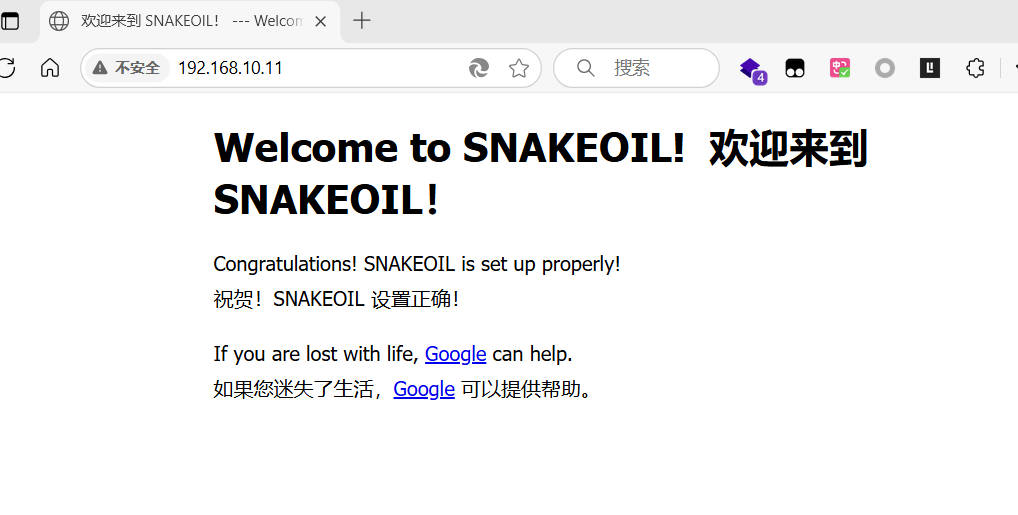 欢迎来到 SNAKEOIL! --- Welcom
不安全
192.168.10.11
搜索
4
Welcome to SNAKEOIL! 欢迎来到
SNAKEOIL!
Congratulations! SNAKEOIL is set up properly!
祝贺！SNAKEOIL 设置正确！
If you are lost with life, Google can help.
如果您迷失了生活，Google 可以提供帮助。